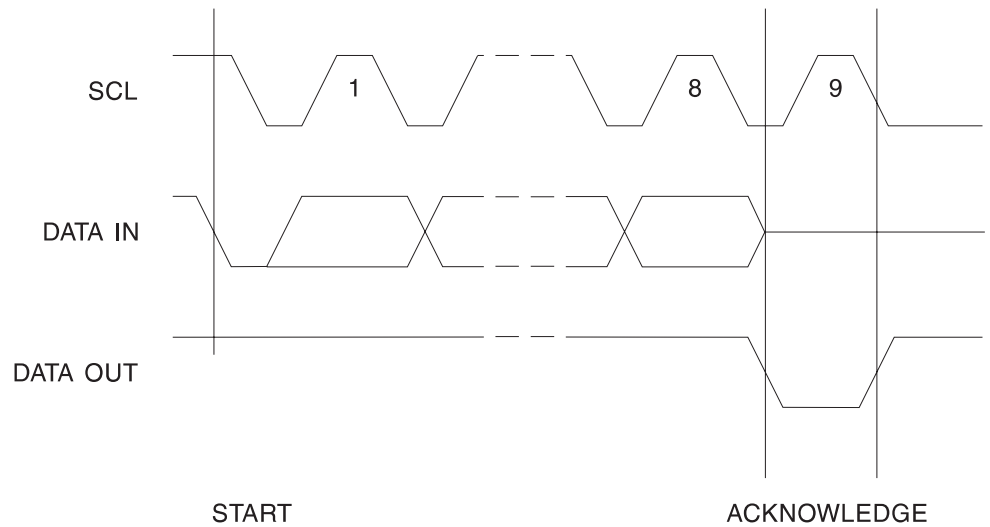 SCL
1
8
9
DATA IN
DATA OUT
START
ACKNOWLEDGE